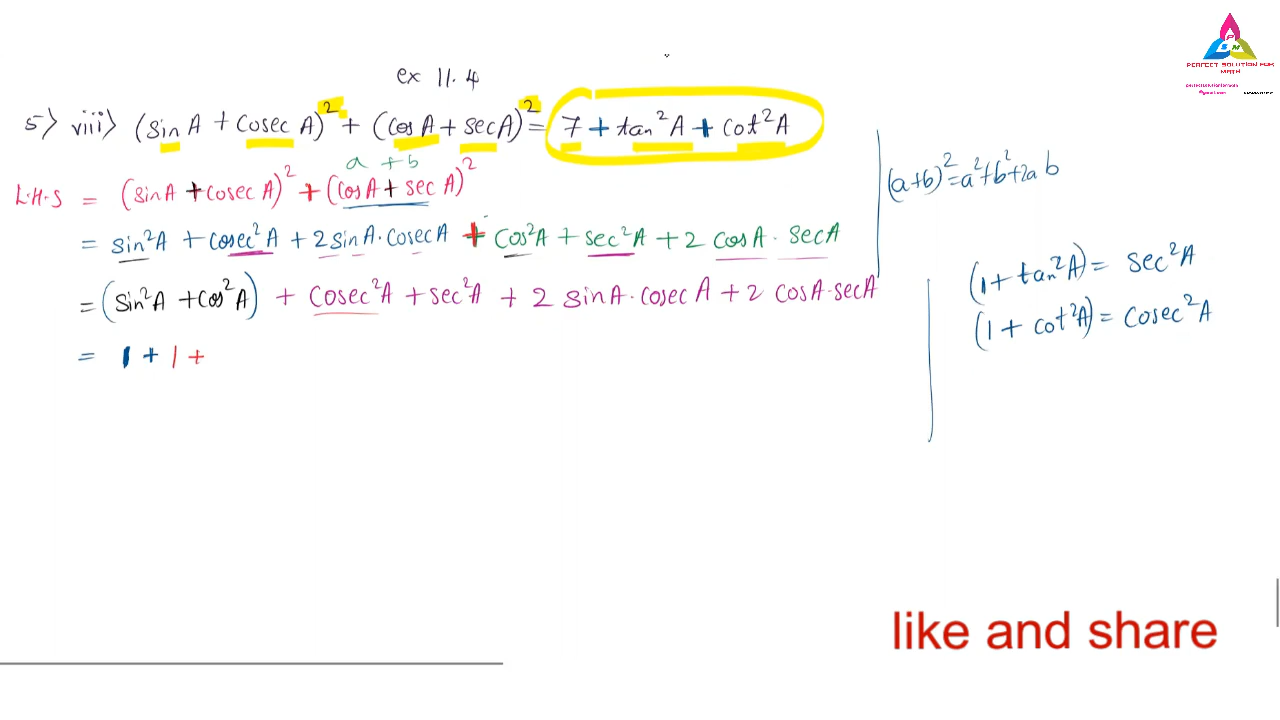 ex 11.4
5> viii> (sin A + Cosec A)² + (Cos A + sec A)² = 7 + tan²A + Cot²A
a + b
L.H.S = (sin A + cosec A)² + (Cos A + sec A)²
(a+b)² = a²+b²+2ab
= sin²A + cosec²A + 2 sin A . Cosec A + Cos²A + sec²A + 2 Cos A . sec A
(1 + tan²A) = sec²A
= (Sin²A + Cos²A) + Cosec²A + sec²A + 2 sin A . cosec A + 2 cos A . sec A
(1 + cot²A) = Cosec²A
= 1 + 1 +
P
S M
PERFECT SOLUTION FOR MATH
like and share